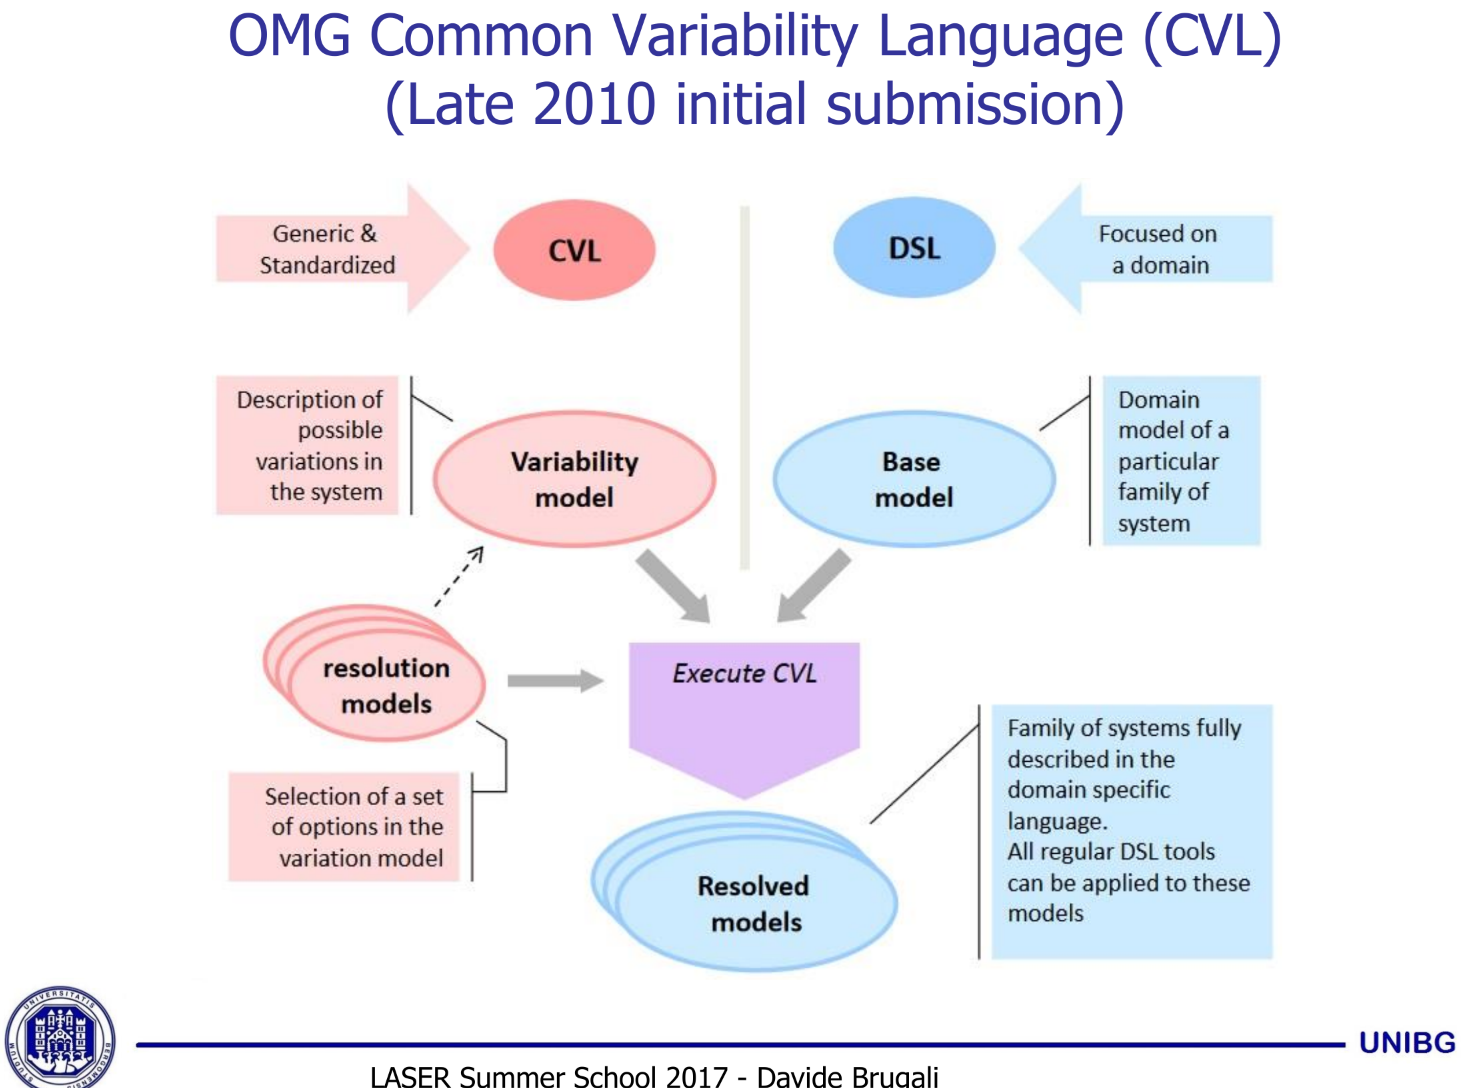 OMG Common Variability Language (CVL)
(Late 2010 initial submission)
Generic &
Standardized
CVL
DSL
Focused on
a domain
Description of
possible
variations in
the system
Variability
model
Base
model
Domain
model of a
particular
family of
system
resolution
models
Execute CVL
Selection of a set
of options in the
variation model
Family of systems fully
described in the
domain specific
language.
All regular DSL tools
can be applied to these
models
Resolved
models
UNIVERSITATIS
BERGOMENSIS
STUDIUM
UNIBG
LASER Summer School 2017 - Davide Brugali